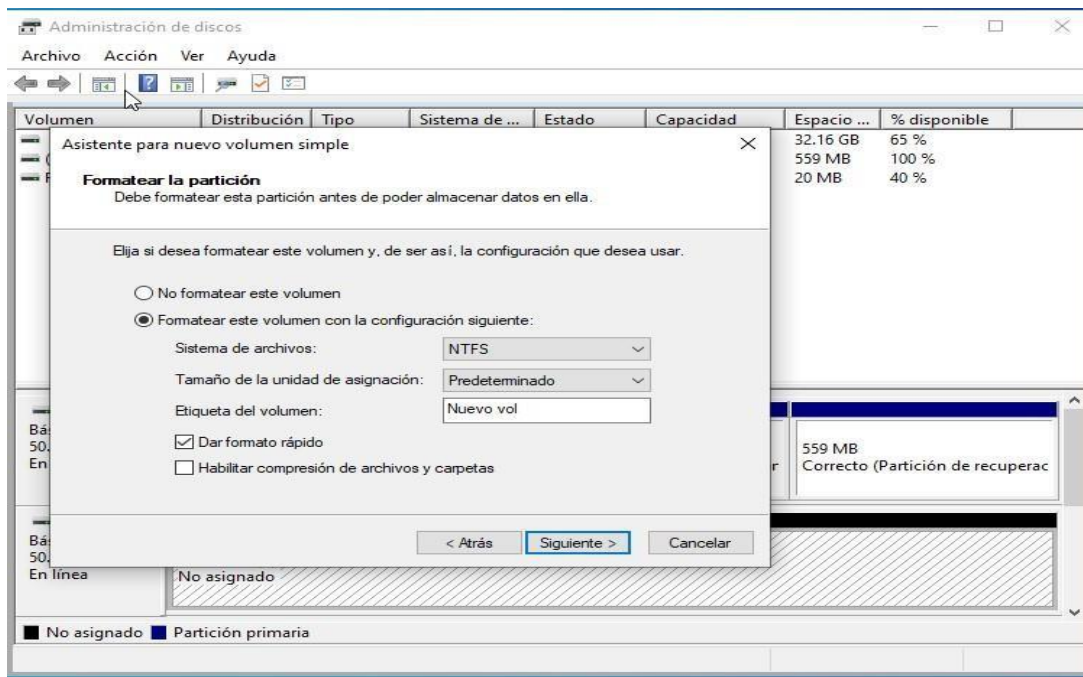 Administración de discos
Archivo Acción Ver Ayuda
Volumen Distribución Tipo Sistema de ... Estado Capacidad Espacio ... % disponible
32.16 GB 65 %
559 MB 100 %
20 MB 40 %
Asistente para nuevo volumen simple
Formatear la partición
Debe formatear esta partición antes de poder almacenar datos en ella.
Elija si desea formatear este volumen y, de ser así, la configuración que desea usar.
No formatear este volumen
Formatear este volumen con la configuración siguiente:
Sistema de archivos: NTFS
Tamaño de la unidad de asignación: Predeterminado
Etiqueta del volumen: Nuevo vol
Dar formato rápido
Habilitar compresión de archivos y carpetas
< Atrás Siguiente > Cancelar
559 MB
Correcto (Partición de recuperac
En línea
No asignado
No asignado Partición primaria